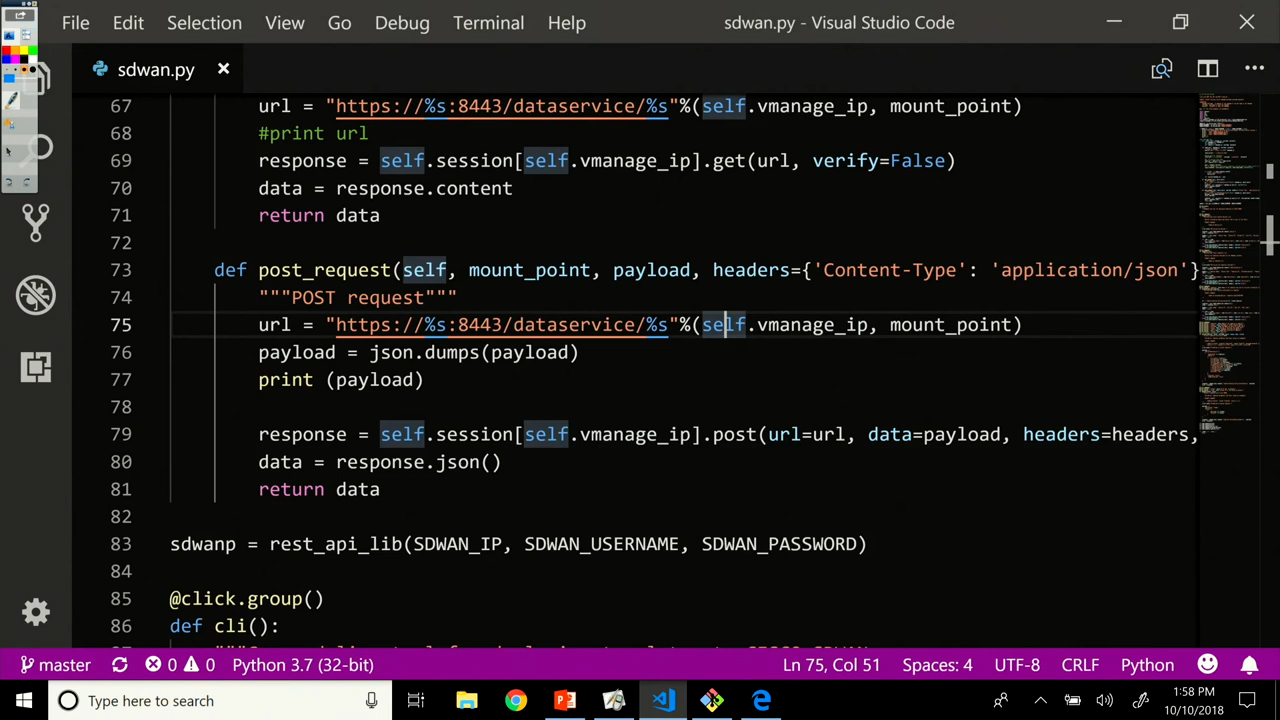 File Edit Selection View Go Debug Terminal Help sdwan.py - Visual Studio Code
sdwan.py
67 url = "https://%s:8443/dataservice/%s"%(self.vmanage_ip, mount_point)
68 #print url
69 response = self.session[self.vmanage_ip].get(url, verify=False)
70 data = response.content
71 return data
72
73 def post_request(self, mount_point, payload, headers={'Content-Type': 'application/json'}
74 """POST request"""
75 url = "https://%s:8443/dataservice/%s"%(self.vmanage_ip, mount_point)
76 payload = json.dumps(payload)
77 print (payload)
78
79 response = self.session[self.vmanage_ip].post(url=url, data=payload, headers=headers,
80 data = response.json()
81 return data
82
83 sdwanp = rest_api_lib(SDWAN_IP, SDWAN_USERNAME, SDWAN_PASSWORD)
84
85 @click.group()
86 def cli():
master 0 0 Python 3.7 (32-bit) Ln 75, Col 51 Spaces: 4 UTF-8 CRLF Python
Type here to search
1:58 PM
10/10/2018